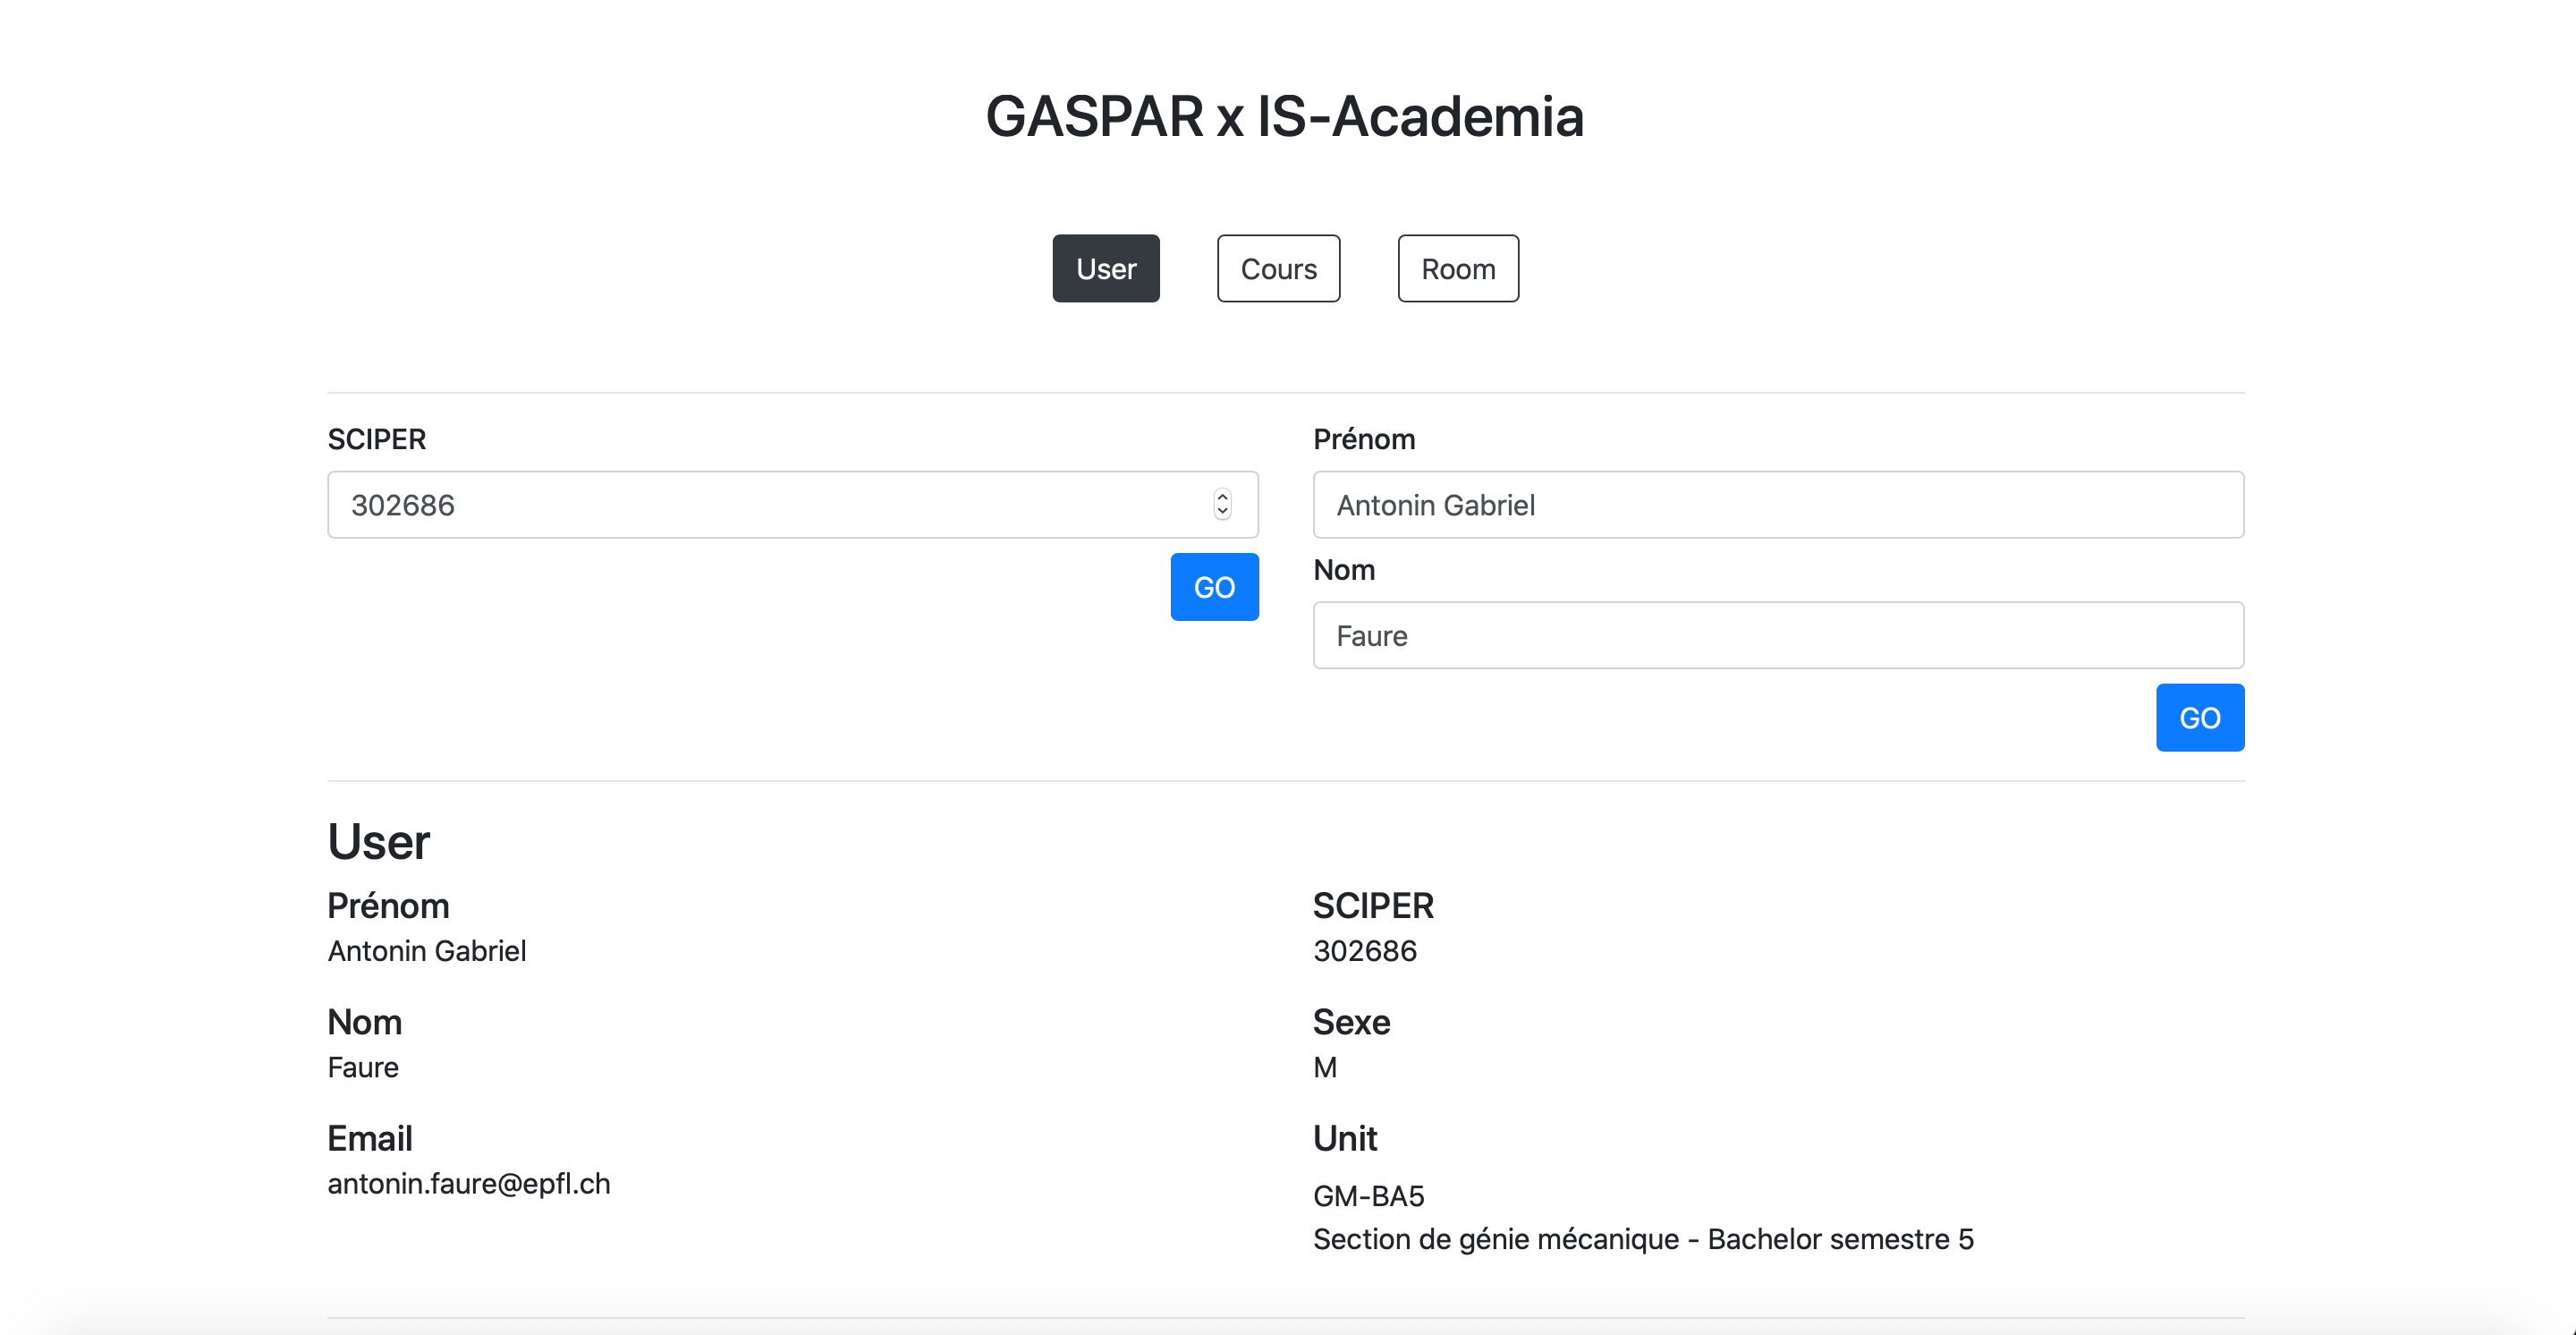 GASPAR x IS-Academia
User Cours Room
SCIPER
302686
GO
Prénom
Antonin Gabriel
Nom
Faure
GO
User
Prénom
Antonin Gabriel
SCIPER
302686
Nom
Faure
Sexe
M
Email
antonin.faure@epfl.ch
Unit
GM-BA5
Section de génie mécanique - Bachelor semestre 5